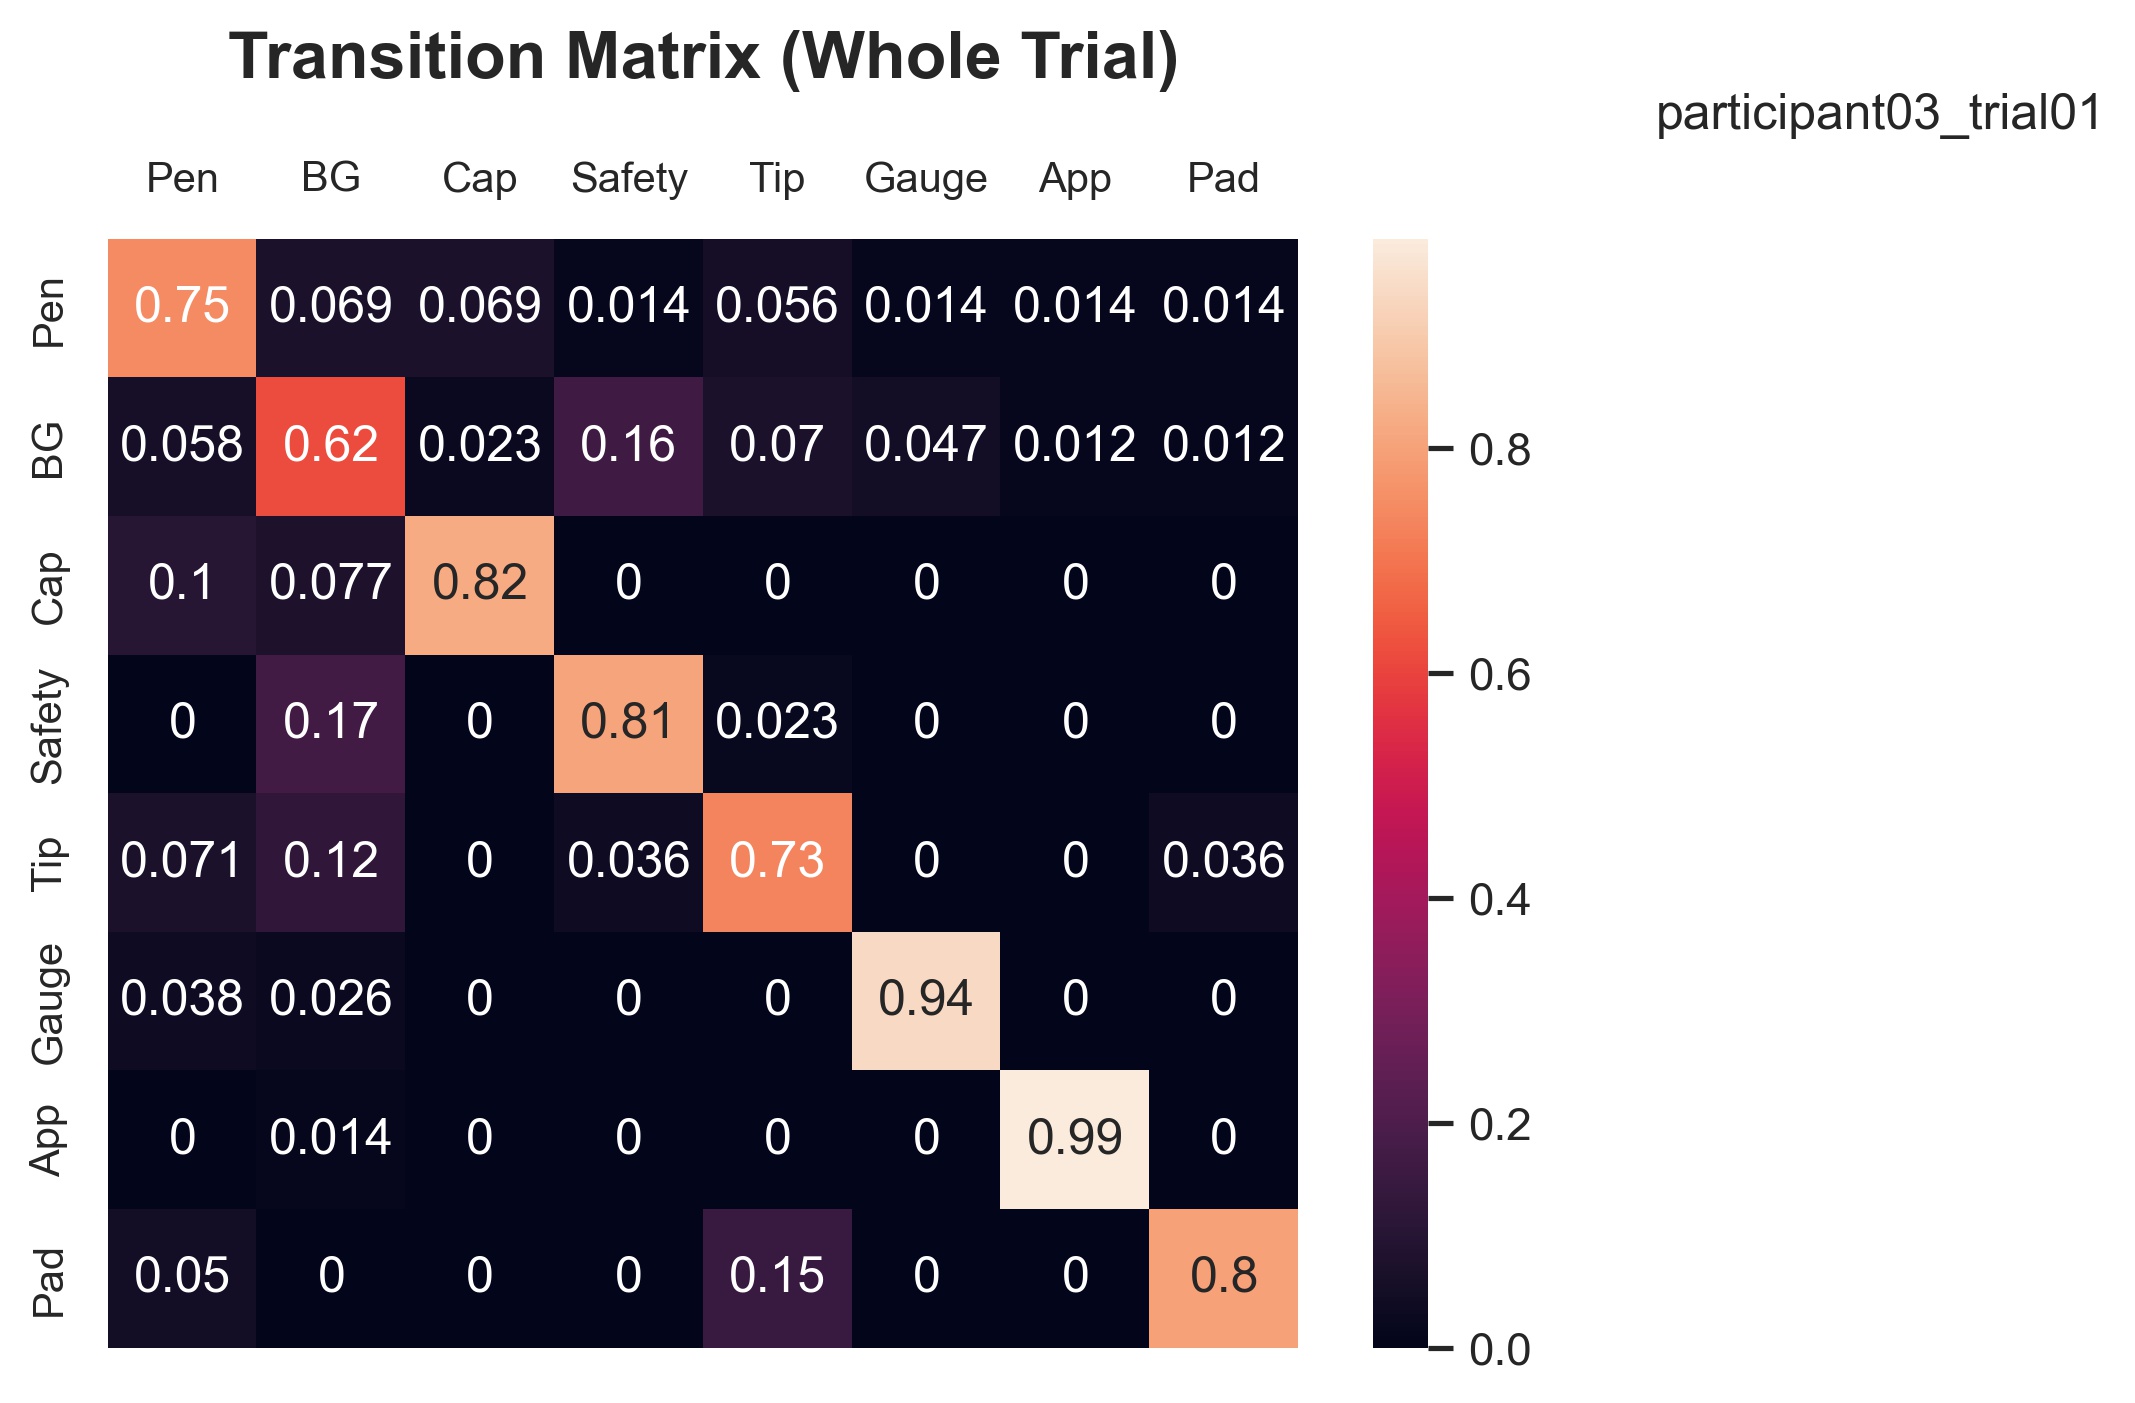 Transition Matrix (Whole Trial)
participant03_trial01
Pen BG Cap Safety Tip Gauge App Pad
Pen 0.75 0.069 0.069 0.014 0.056 0.014 0.014 0.014
BG 0.058 0.62 0.023 0.16 0.07 0.047 0.012 0.012
Cap 0.1 0.077 0.82 0 0 0 0 0
Safety 0 0.17 0 0.81 0.023 0 0 0
Tip 0.071 0.12 0 0.036 0.73 0 0 0.036
Gauge 0.038 0.026 0 0 0 0.94 0 0
App 0 0.014 0 0 0 0 0.99 0
Pad 0.05 0 0 0 0.15 0 0 0.8
0.8
0.6
0.4
0.2
0.0